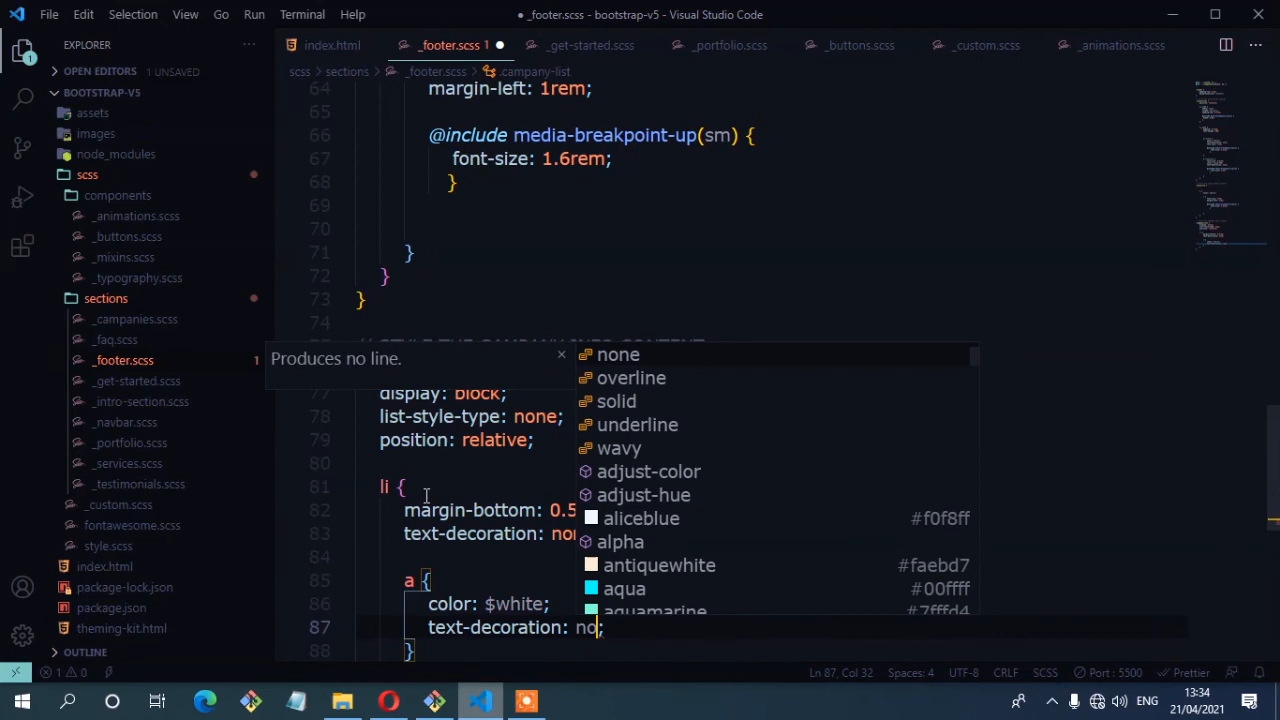 File Edit Selection View Go Run Terminal Help
● _footer.scss - bootstrap-v5 - Visual Studio Code
EXPLORER
index.html
_footer.scss 1
_get-started.scss
_portfolio.scss
_buttons.scss
_custom.scss
_animations.scss
OPEN EDITORS 1 UNSAVED
scss > sections > _footer.scss > .campany-list
BOOTSTRAP-V5
assets
images
node_modules
scss
components
_animations.scss
_buttons.scss
_mixins.scss
_typography.scss
sections
_campanies.scss
_faq.scss
_footer.scss 1
_get-started.scss
_intro-section.scss
_navbar.scss
_portfolio.scss
_services.scss
_testimonials.scss
_custom.scss
fontawesome.scss
style.scss
index.html
package-lock.json
package.json
theming-kit.html
OUTLINE
64 margin-left: 1rem;
65
66 @include media-breakpoint-up(sm) {
67 font-size: 1.6rem;
68 }
69
70
71 }
72 }
73 }
74
77 display: block;
78 list-style-type: none;
79 position: relative;
80
81 li {
82 margin-bottom: 0.5
83 text-decoration: non
84
85 a {
86 color: $white;
87 text-decoration: no;
88 }
Produces no line. ×
none
overline
solid
underline
wavy
adjust-color
adjust-hue
aliceblue #f0f8ff
alpha
antiquewhite #faebd7
aqua #00ffff
aquamarine #7fffd4
1 0
Ln 87, Col 32 Spaces: 4 UTF-8 CRLF SCSS Port : 5500 Prettier
ENG
13:34
21/04/2021